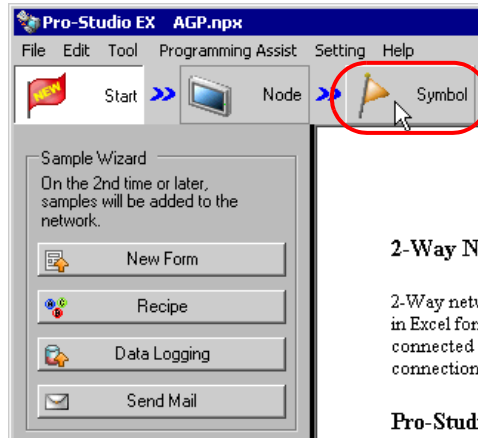 Pro-Studio EX AGP.npx
File Edit Tool Programming Assist Setting Help
NEW Start Node Symbol
Sample Wizard
On the 2nd time or later,
samples will be added to the
network.
New Form
Recipe
Data Logging
Send Mail
2-Way N
2-Way netw
in Excel for
connected
connection
Pro-Studi